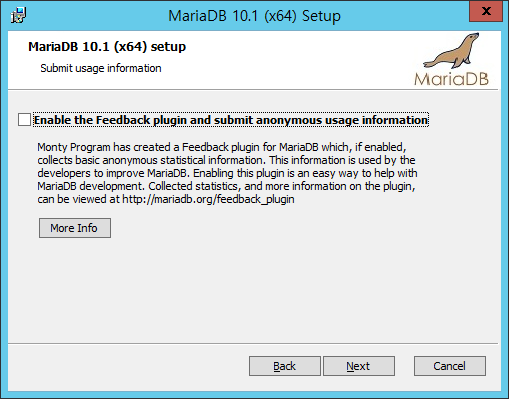 MariaDB 10.1 (x64) Setup
x
MariaDB 10.1 (x64) setup
Submit usage information
MariaDB
Enable the Feedback plugin and submit anonymous usage information
Monty Program has created a Feedback plugin for MariaDB which, if enabled,
collects basic anonymous statistical information. This information is used by the
developers to improve MariaDB. Enabling this plugin is an easy way to help with
MariaDB development. Collected statistics, and more information on the plugin,
can be viewed at http://mariadb.org/feedback_plugin
More Info
Back
Next
Cancel